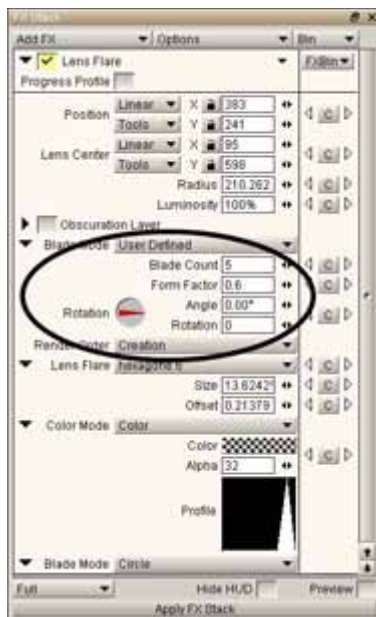 FX Stack
Add FX Options Bin
Lens Flare FXBin
Progress Profile
Position Linear X 383
Tools Y 241
Lens Center Linear X 95
Tools Y 598
Radius 210.262
Luminosity 100%
Obscuration Layer
Blade Mode User Defined
Blade Count 5
Form Factor 0.6
Angle 0.00°
Rotation
Rotation 0
Render Order Creation
Lens Flare hexagone 6
Size 13.6242
Offset 0.21379
Color Mode Color
Color
Alpha 32
Profile
Blade Mode Circle
Full Hide HUD Preview
Apply FX Stack